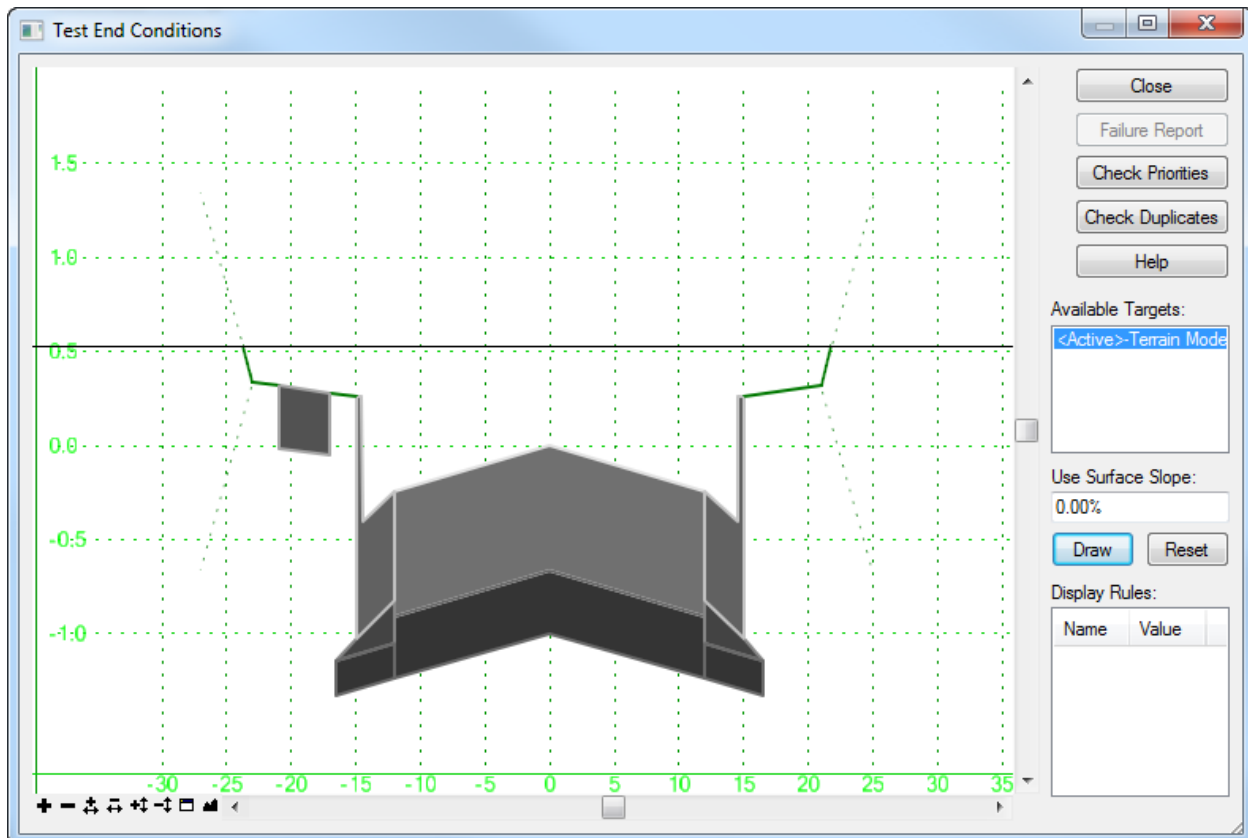 Test End Conditions
Close
Failure Report
Check Priorities
Check Duplicates
Help
Available Targets:
<Active>-Terrain Mode
Use Surface Slope:
0.00%
Draw Reset
Display Rules:
Name Value
1.5
1.0
0.5
0.0
-0.5
-1.0
-30 -25 -20 -15 -10 -5 0 5 10 15 20 25 30 35